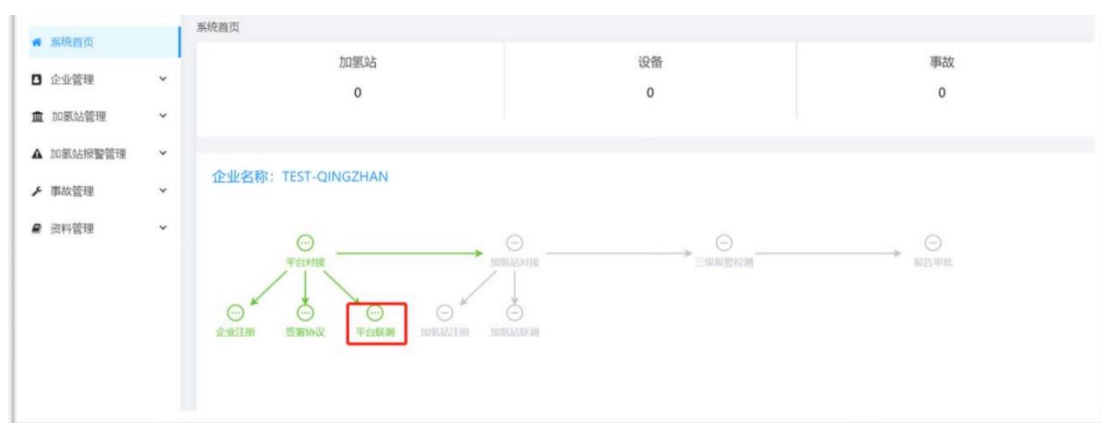 系统首页
系统首页
企业管理
加氢站管理
加氢站报警管理
事故管理
资料管理
加氢站
设备
事故
0
0
0
企业名称：TEST-QINGZHAN
平台对接
加氢站对接
三级报警检测
报告审批
企业注册
签署协议
平台联调
加氢站注册
加氢站联调